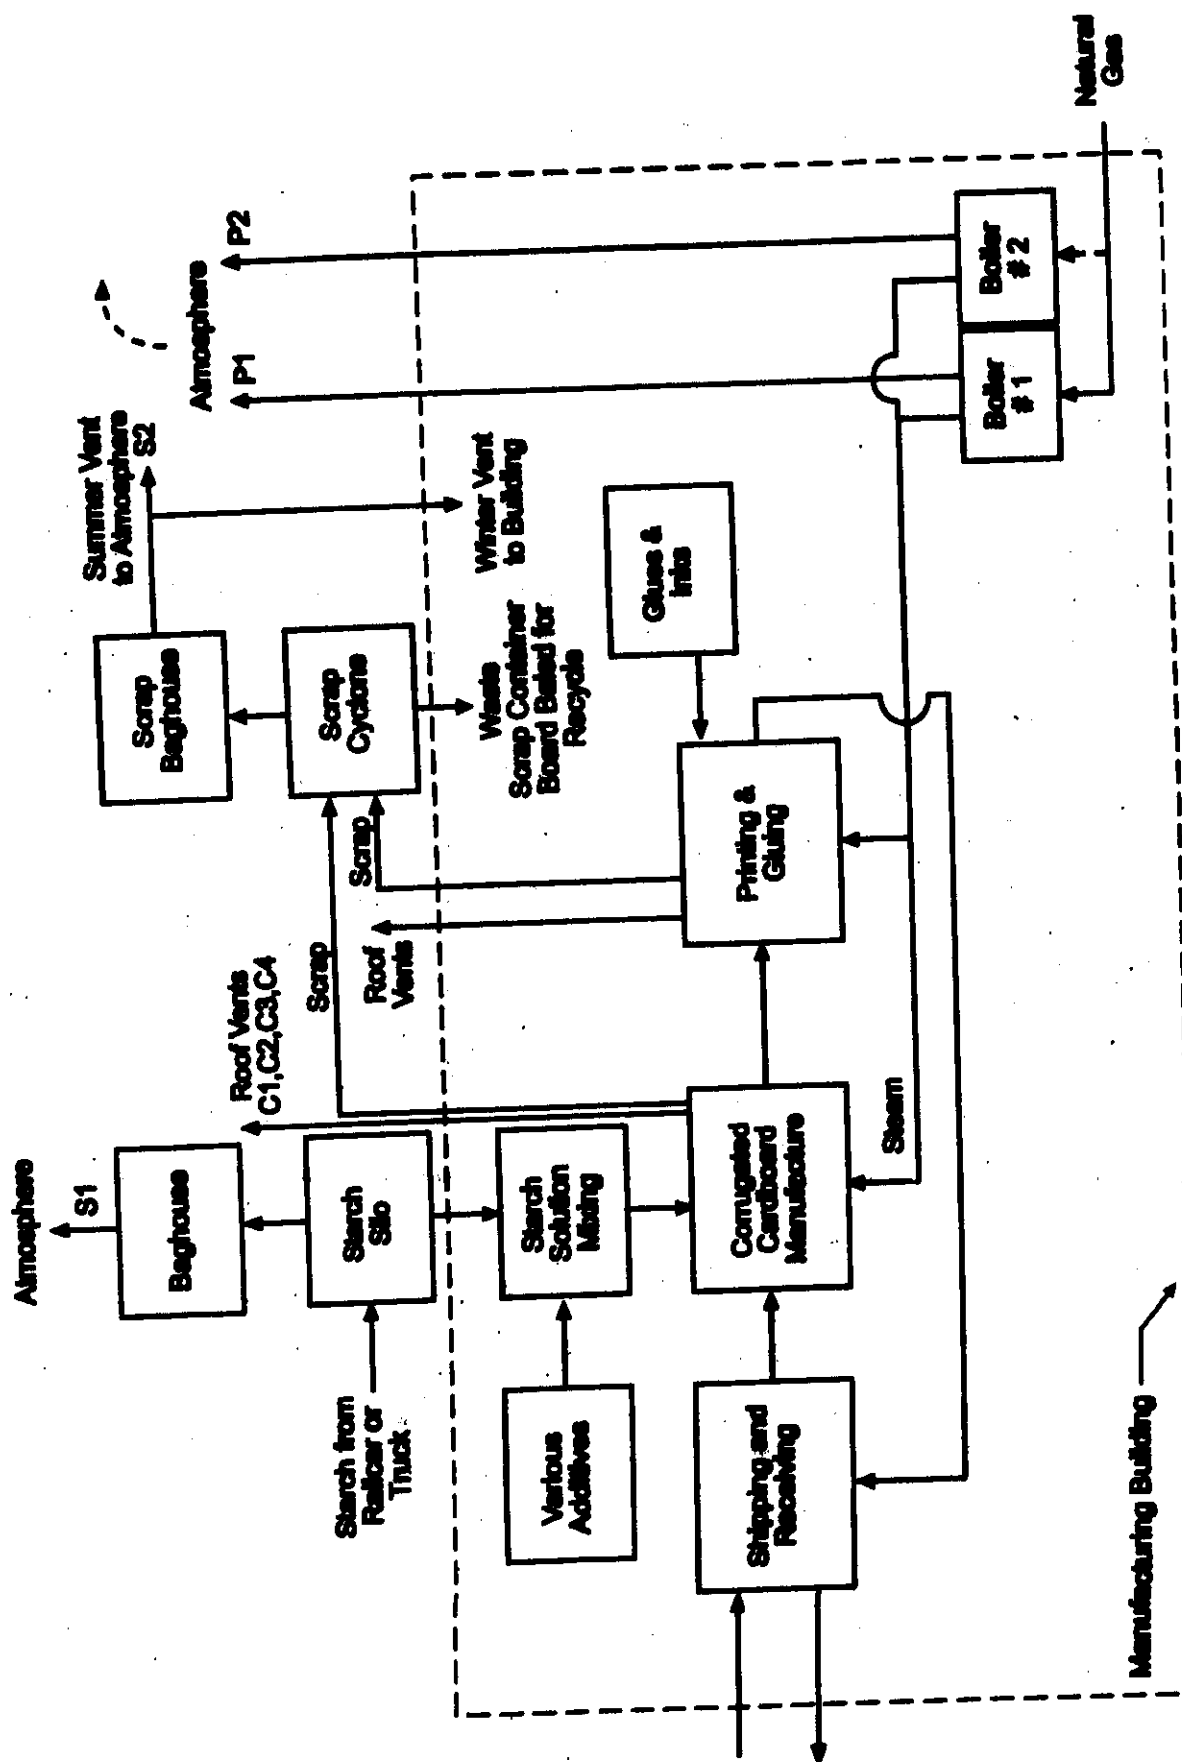 Atmosphere
S1
Baghouse
Starch
Silo
Starch from
Railcar or
Truck
Roof Vents
C1,C2,C3,C4
Scrap
Roof
Vents
Scrap
Scrap
Baghouse
Scrap
Cyclone
Summer Vent
to Atmosphere
S2
Winter Vent
to Building
Waste
Scrap Container
Board Baled for
Recycle
Atmosphere
P1
P2
Various
Additives
Starch
Solution
Mixing
Glues &
Inks
Shipping and
Receiving
Corrugated
Cardboard
Manufacture
Printing &
Gluing
Steam
Boiler
# 1
Boiler
# 2
Natural
Gas
Manufacturing Building